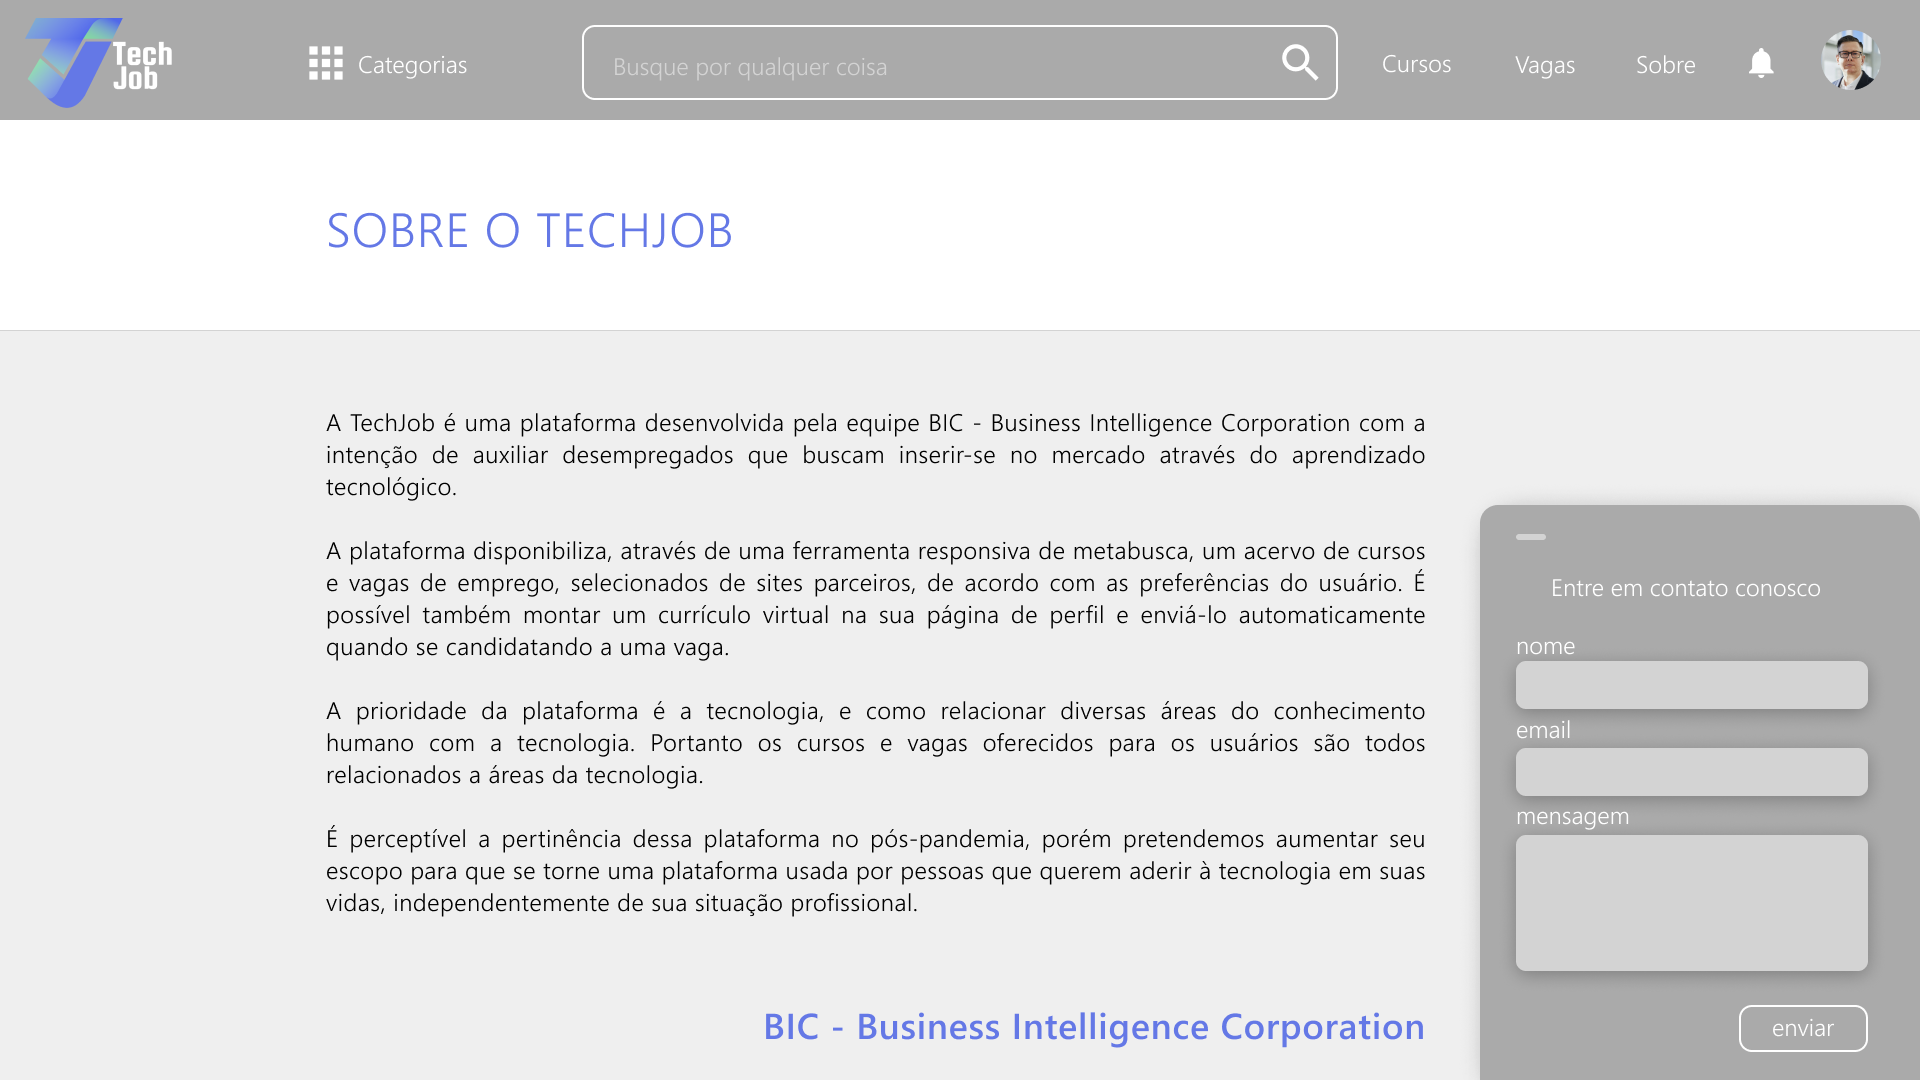 Tech
Job
Categorias
Busque por qualquer coisa
Cursos
Vagas
Sobre
SOBRE O TECHJOB
A TechJob é uma plataforma desenvolvida pela equipe BIC - Business Intelligence Corporation com a
intenção de auxiliar desempregados que buscam inserir-se no mercado através do aprendizado
tecnológico.
A plataforma disponibiliza, através de uma ferramenta responsiva de metabusca, um acervo de cursos
e vagas de emprego, selecionados de sites parceiros, de acordo com as preferências do usuário. É
possível também montar um currículo virtual na sua página de perfil e enviá-lo automaticamente
quando se candidatando a uma vaga.
A prioridade da plataforma é a tecnologia, e como relacionar diversas áreas do conhecimento
humano com a tecnologia. Portanto os cursos e vagas oferecidos para os usuários são todos
relacionados a áreas da tecnologia.
É perceptível a pertinência dessa plataforma no pós-pandemia, porém pretendemos aumentar seu
escopo para que se torne uma plataforma usada por pessoas que querem aderir à tecnologia em suas
vidas, independentemente de sua situação profissional.
BIC - Business Intelligence Corporation
Entre em contato conosco
nome
email
mensagem
enviar